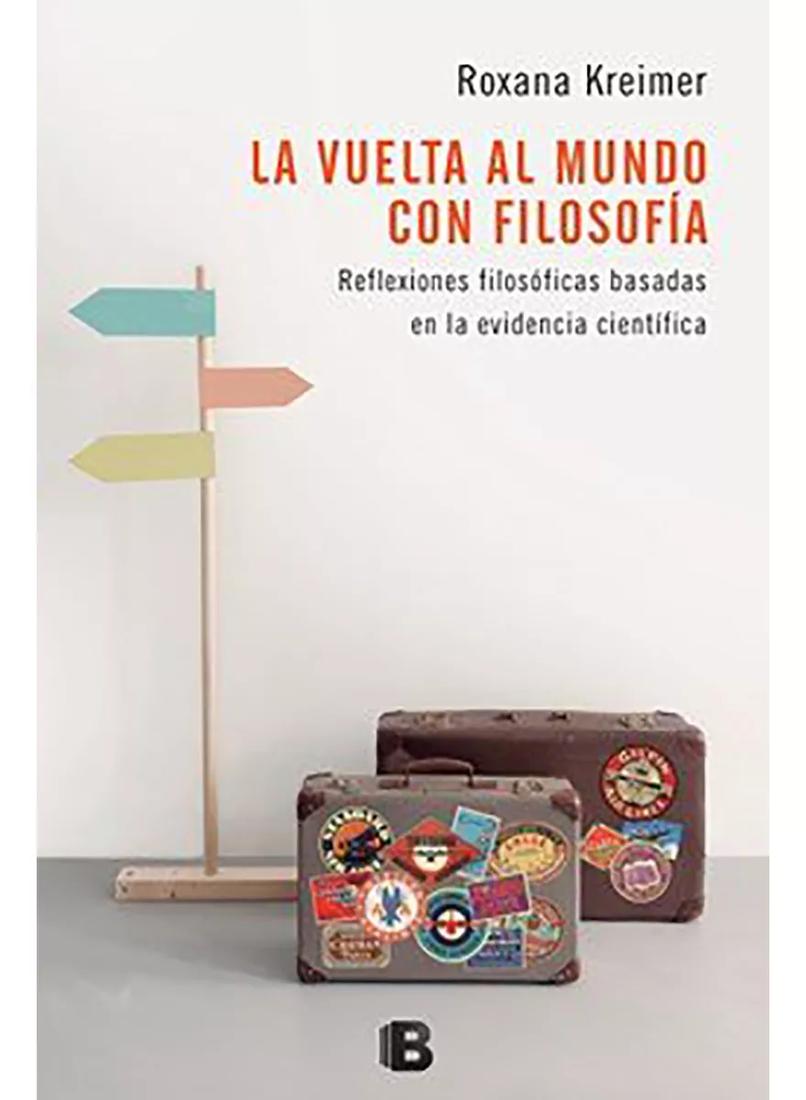 Roxana Kreimer
LA VUELTA AL MUNDO
CON FILOSOFÍA
Reflexiones filosóficas basadas
en la evidencia científica
B